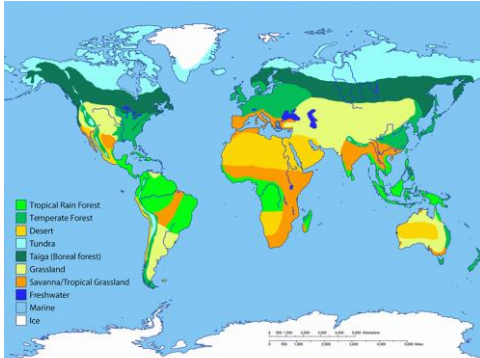 Tropical Rain Forest
Temperate Forest
Desert
Tundra
Taiga (Boreal forest)
Grassland
Savanna/Tropical Grassland
Freshwater
Marine
Ice